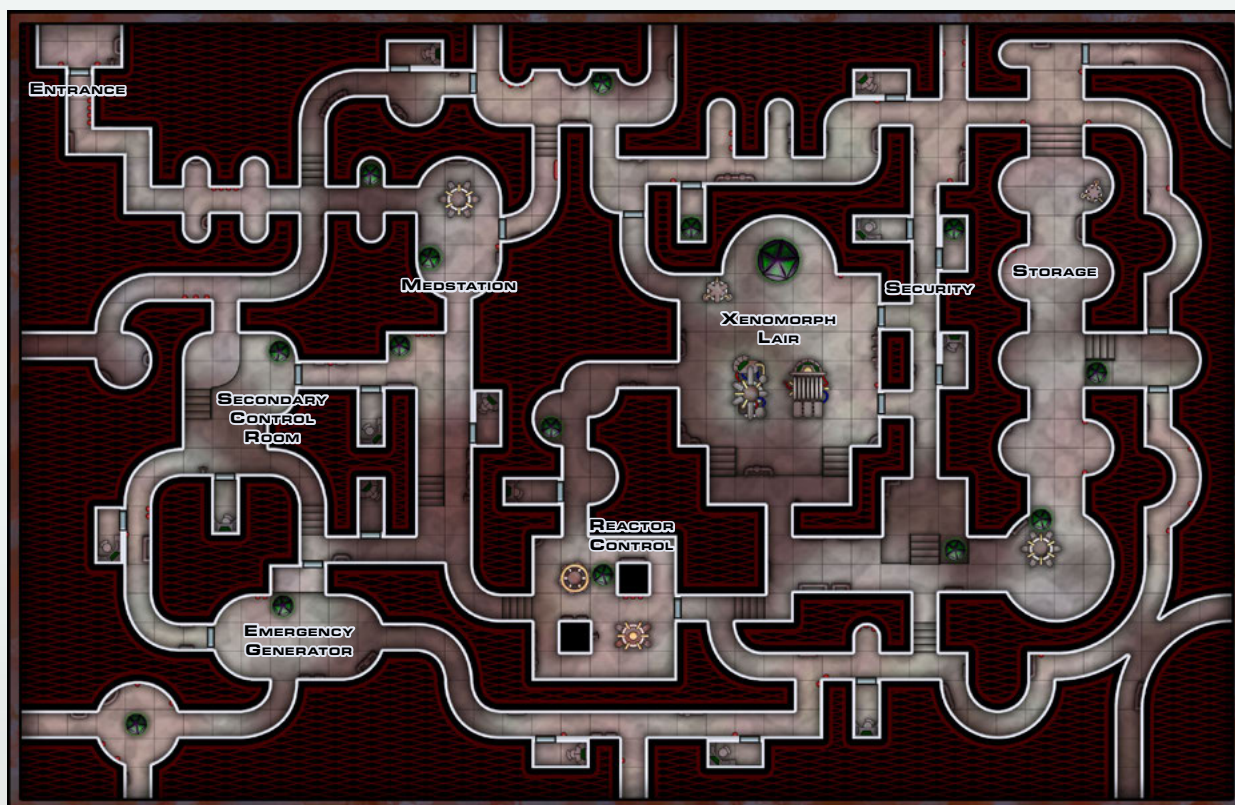 Entrance
Medstation
Security
Storage
Xenomorph
Lair
Secondary
Control
Room
Reactor
Control
Emergency
Generator